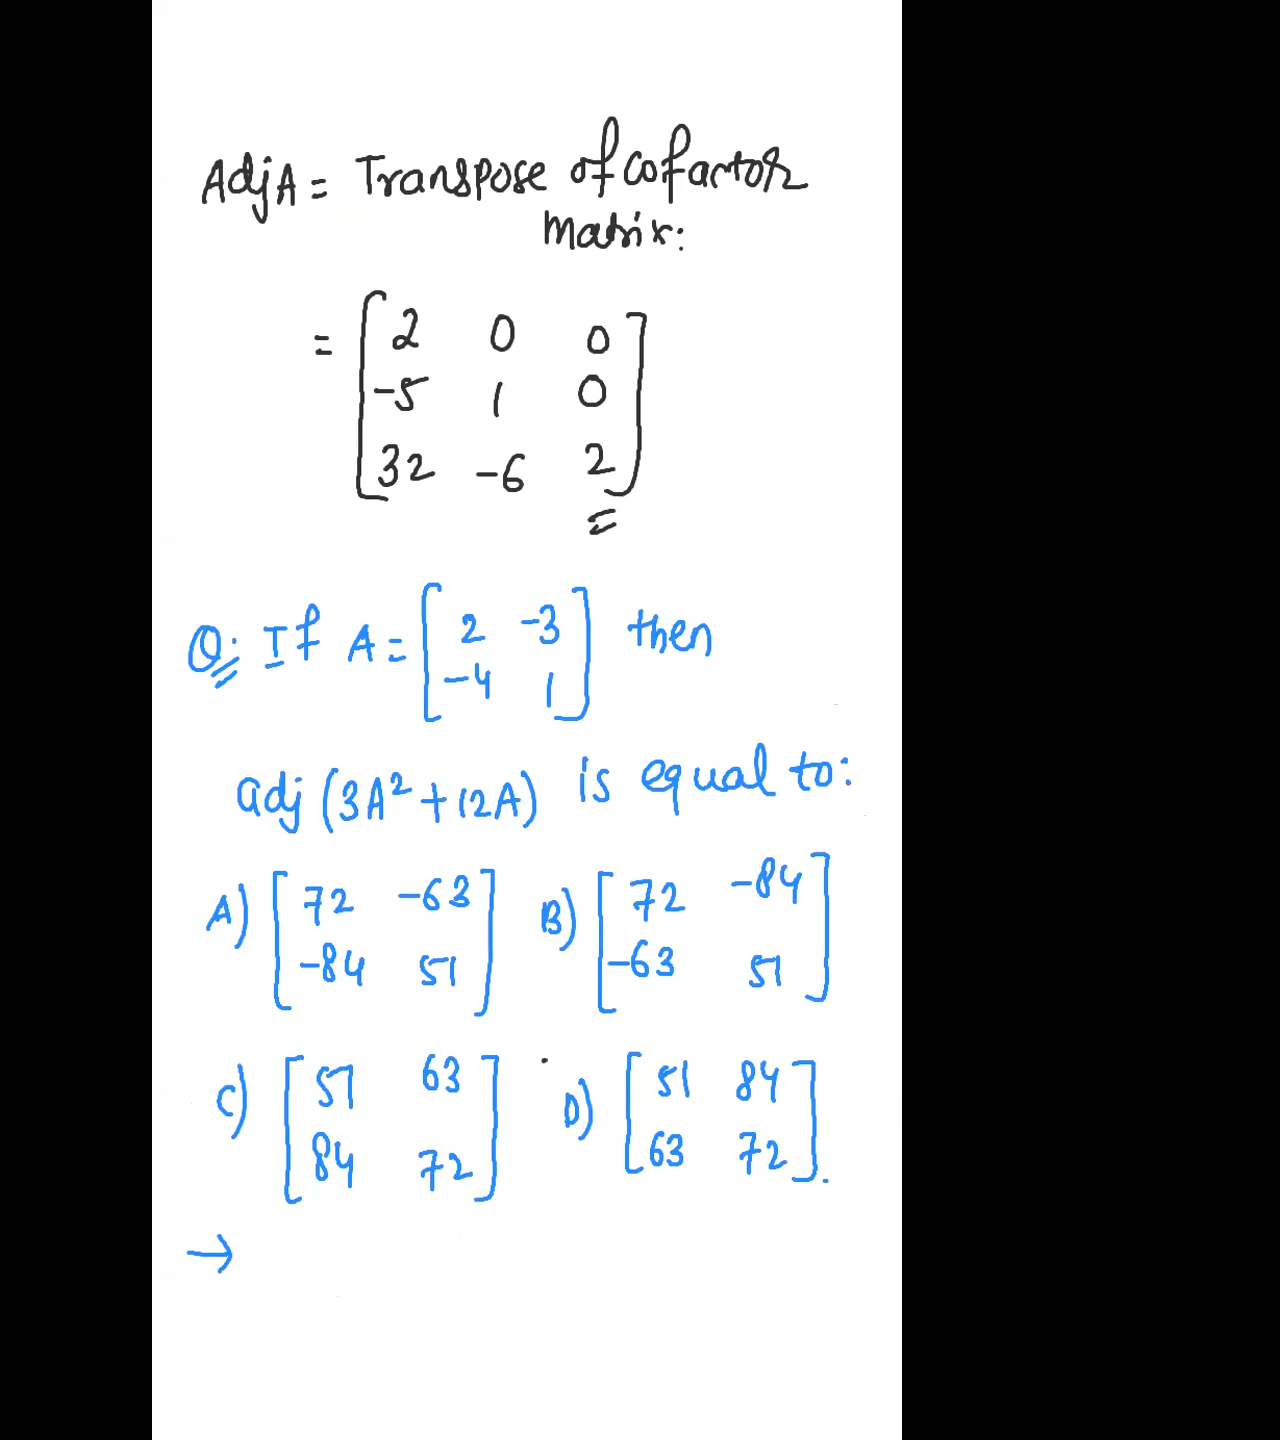 AdjA = Transpose of cofactor
Matrix:
= [2 0 0
-5 1 0
32 -6 2]
Q: If A = [2 -3
-4 1] then
adj (3A² + 12A) is equal to:
A) [72 -63
-84 51] B) [72 -84
-63 51]
C) [51 63
84 72] D) [51 84
63 72].
→